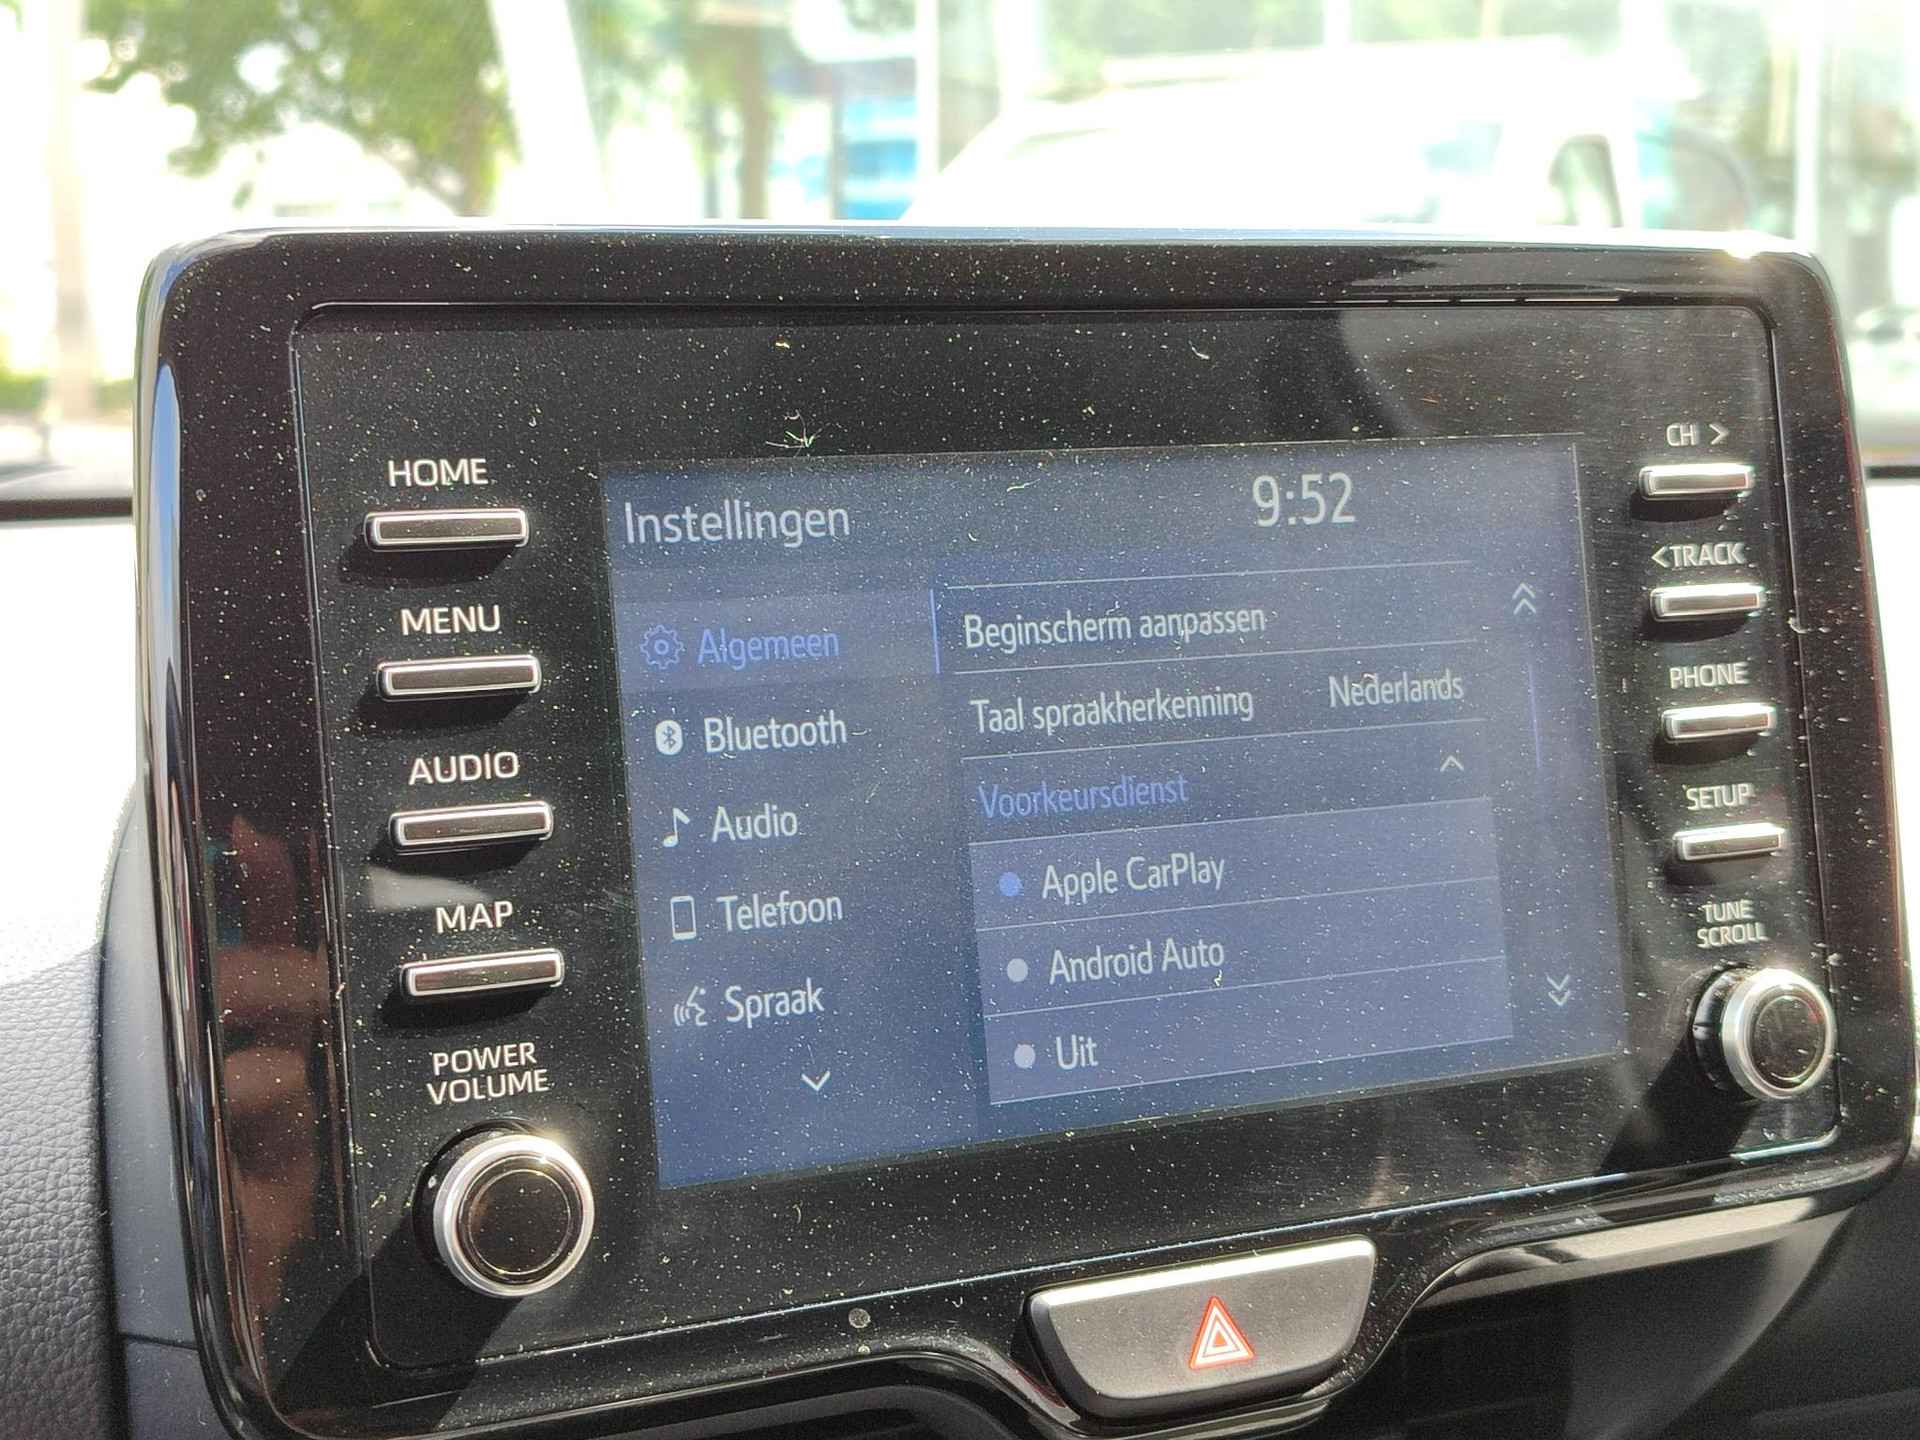 HOME
MENU
AUDIO
MAP
POWER
VOLUME
Instellingen
9:52
Algemeen
Bluetooth
Audio
Telefoon
Spraak
Beginscherm aanpassen
Taal spraakherkenning Nederlands
Voorkeursdienst
Apple CarPlay
Android Auto
Uit
CH >
<TRACK
PHONE
SETUP
TUNE
SCROLL